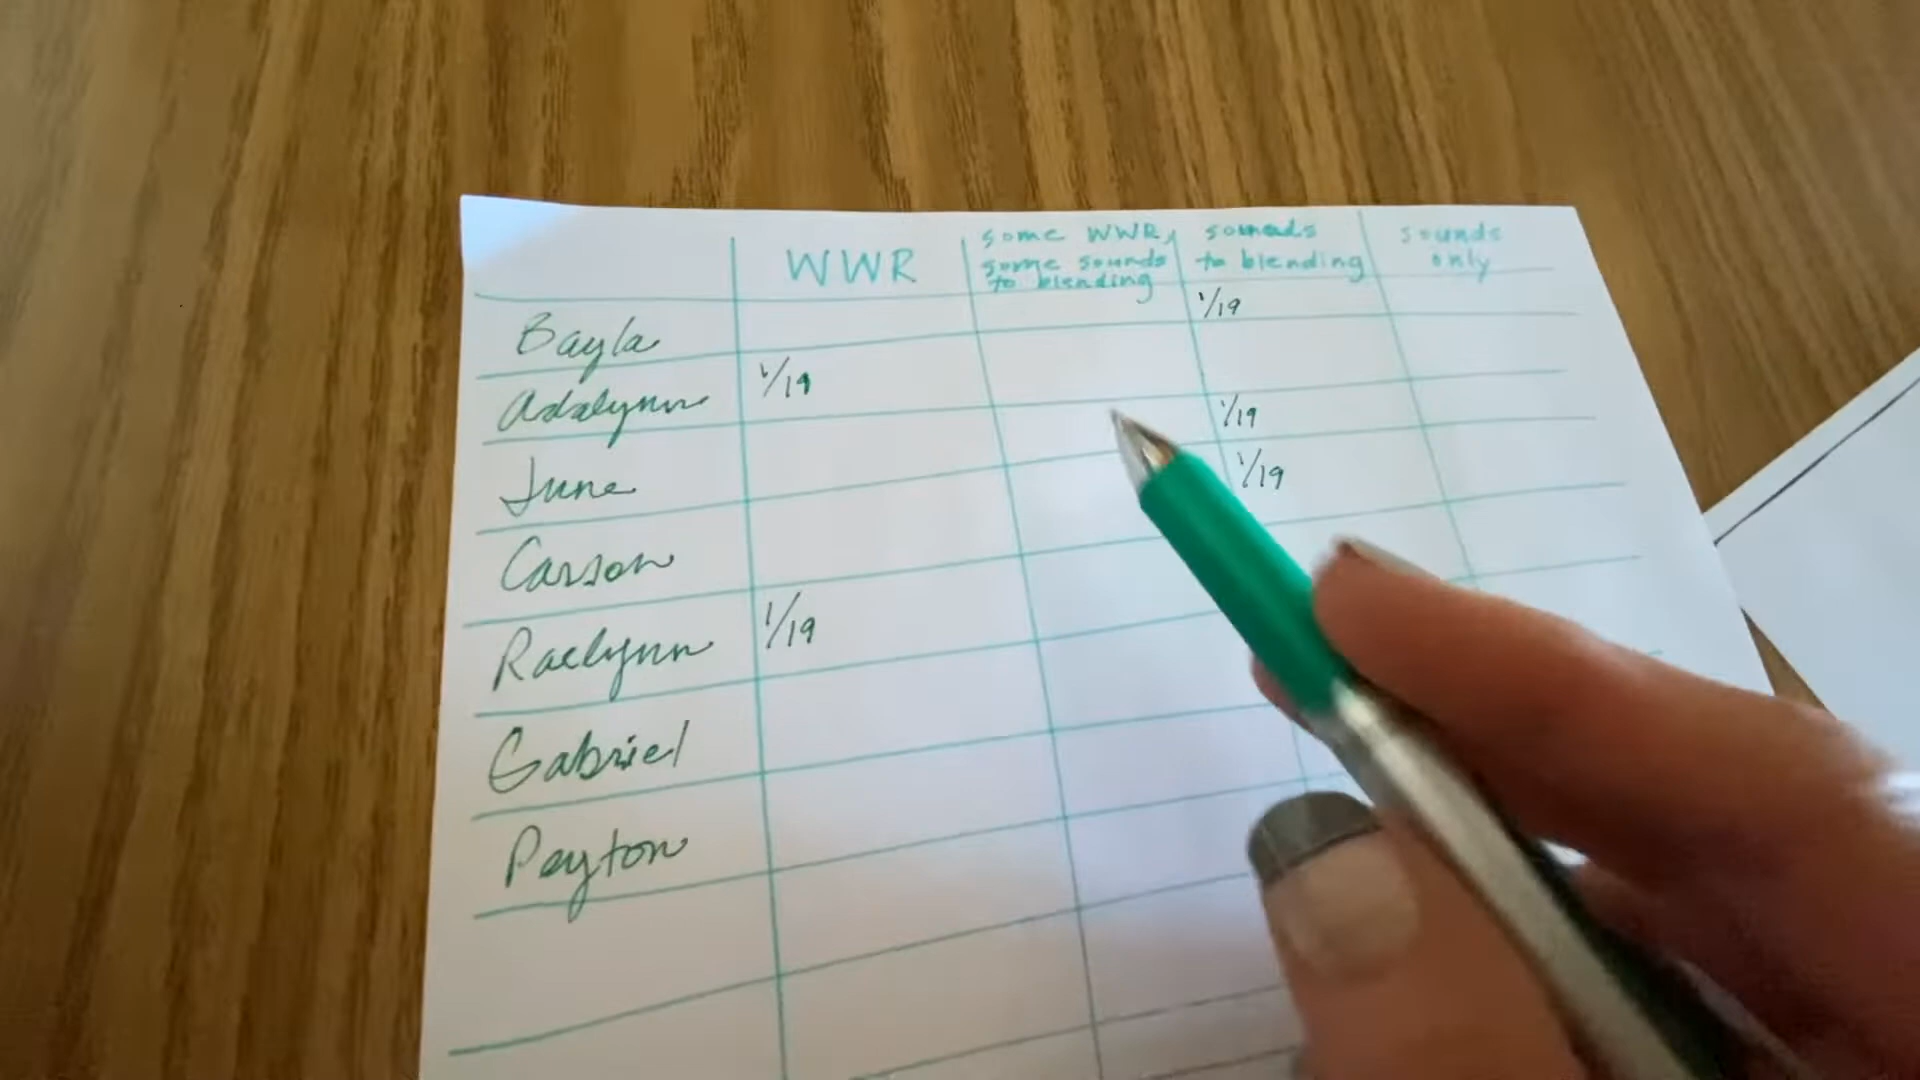 WWR
some WWR,
some sounds
to blending
sounds
to blending
sounds
only
Bayla 1/19
Adalynn 1/19
June 1/19
Carson 1/19
Raelynn 1/19
Gabriel
Peyton